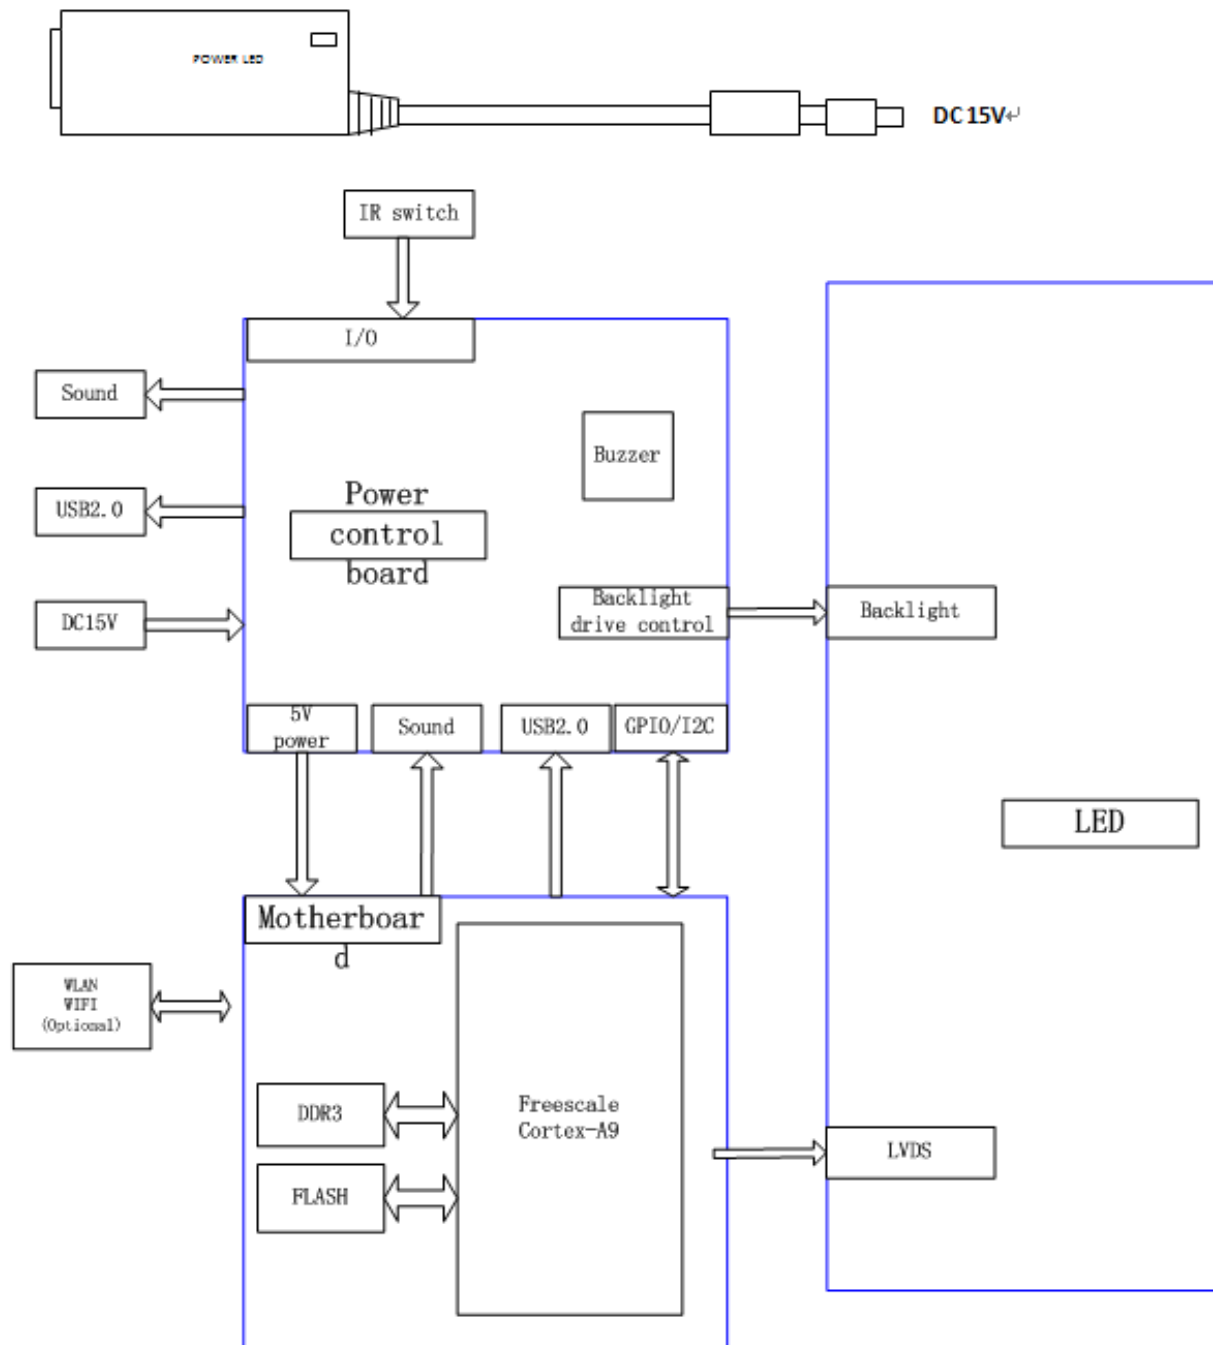 POWER LED
DC15V↵
IR switch
I/O
Sound
Buzzer
USB2.0
Power
control
board
DC15V
Backlight
drive control
Backlight
5V
power
Sound
USB2.0
GPIO/I2C
LED
Motherboar
d
WLAN
WIFI
(Optional)
DDR3
Freescale
Cortex-A9
FLASH
LVDS